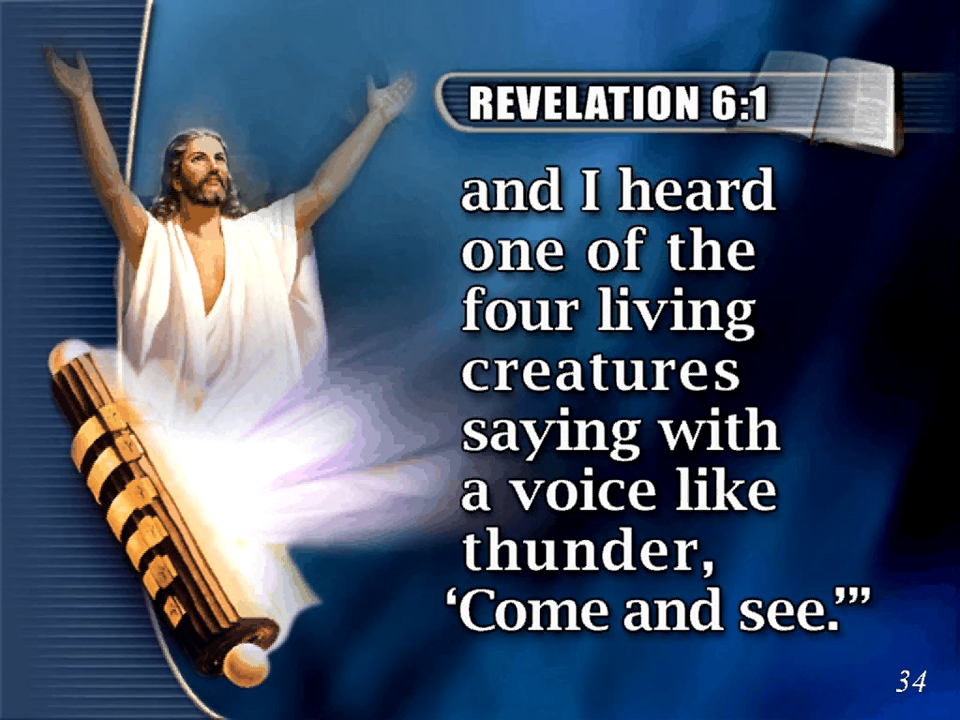 REVELATION 6:1
and I heard
one of the
four living
creatures
saying with
a voice like
thunder,
‘Come and see.’”
34